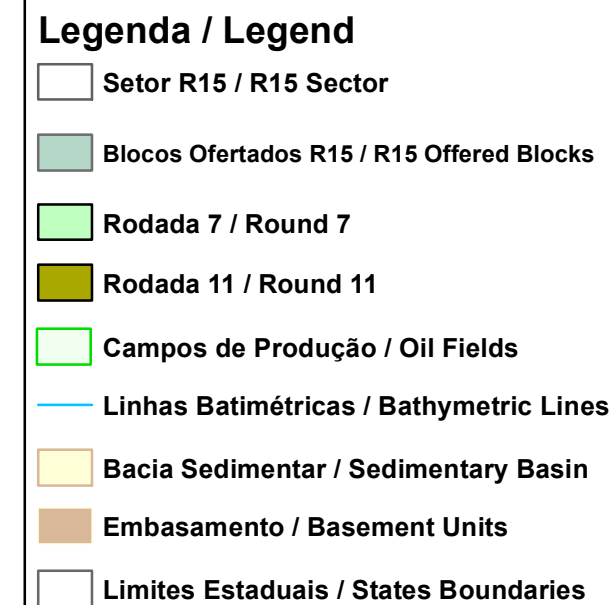 Legenda / Legend
Setor R15 / R15 Sector
Blocos Ofertados R15 / R15 Offered Blocks
Rodada 7 / Round 7
Rodada 11 / Round 11
Campos de Produção / Oil Fields
Linhas Batimétricas / Bathymetric Lines
Bacia Sedimentar / Sedimentary Basin
Embasamento / Basement Units
Limites Estaduais / States Boundaries